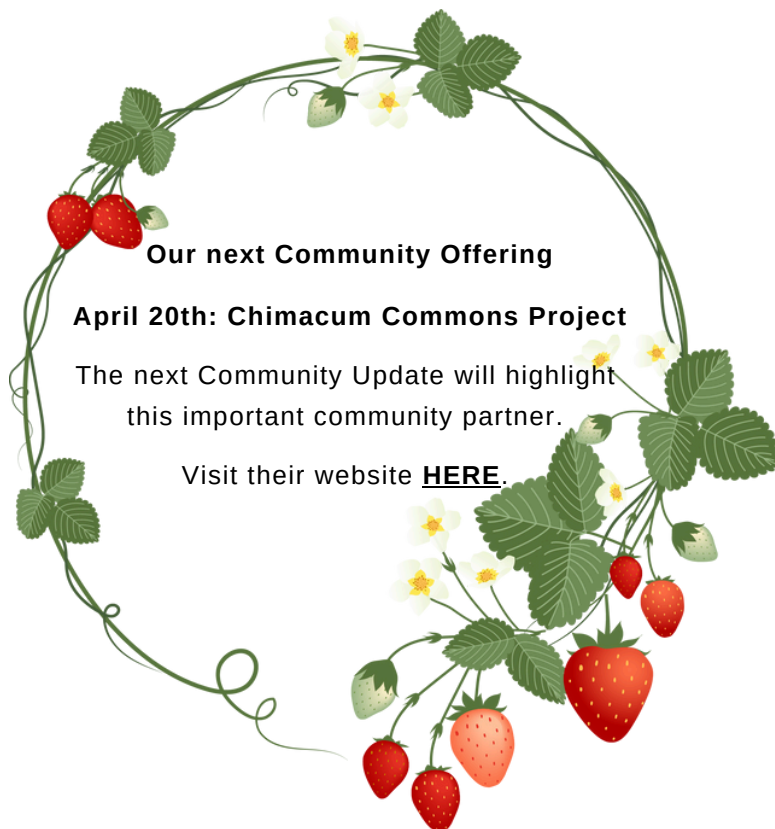 Our next Community Offering
April 20th: Chimacum Commons Project
The next Community Update will highlight
this important community partner.
Visit their website HERE.